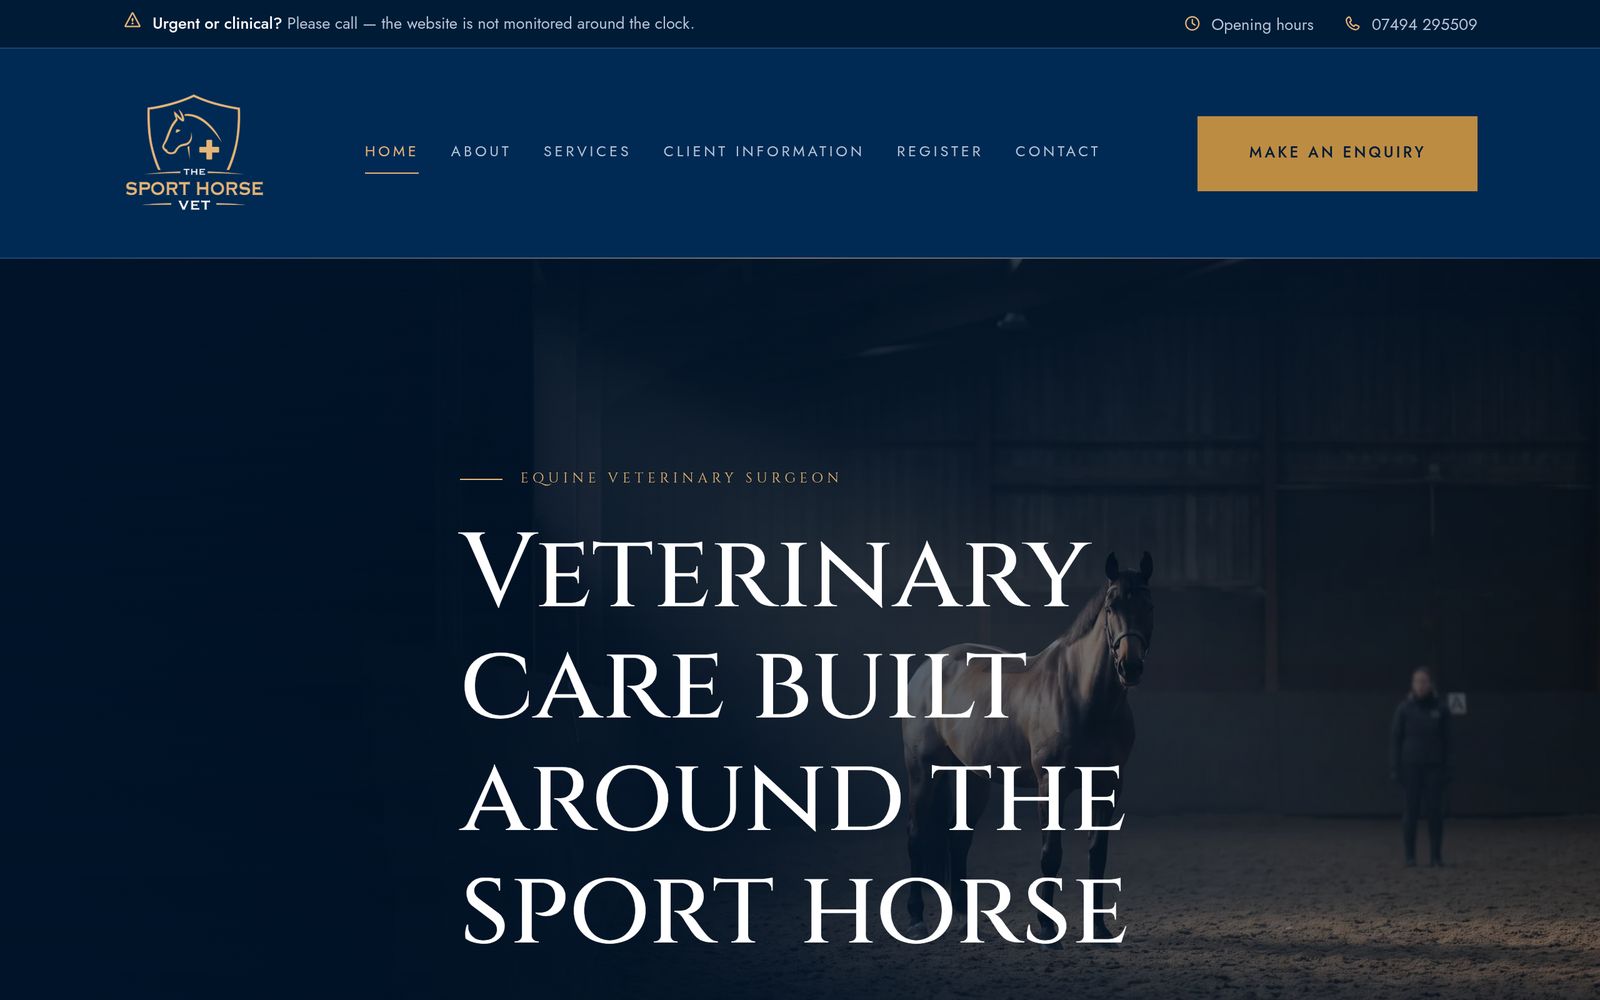 Urgent or clinical? Please call — the website is not monitored around the clock.
Opening hours
07494 295509
THE
SPORT HORSE
VET
HOME
ABOUT
SERVICES
CLIENT INFORMATION
REGISTER
CONTACT
MAKE AN ENQUIRY
EQUINE VETERINARY SURGEON
VETERINARY
CARE BUILT
AROUND THE
SPORT HORSE
A